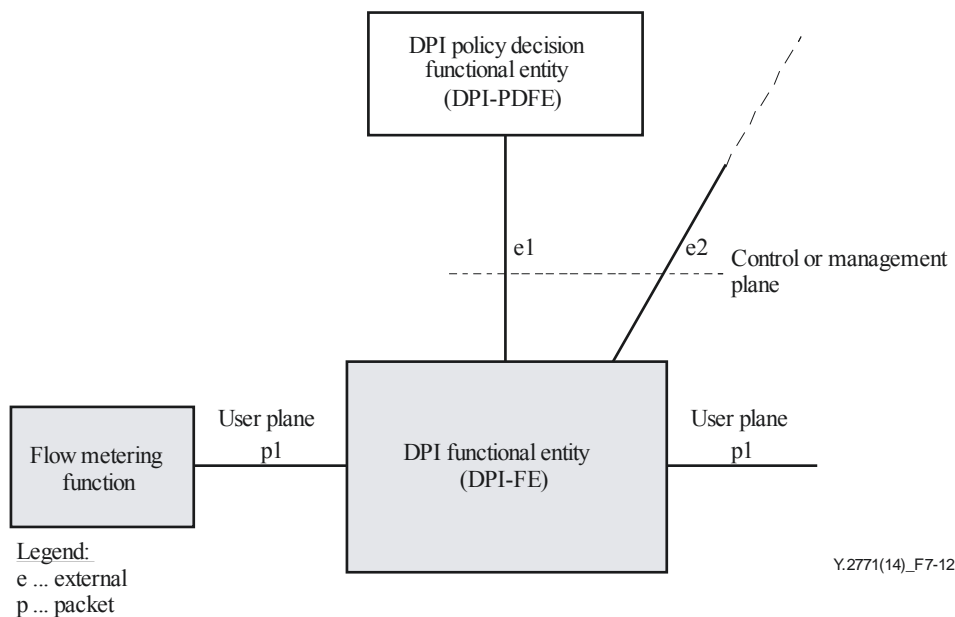 DPI policy decision
functional entity
(DPI-PDFE)
e1
e2
Control or management
plane
User plane
p1
User plane
p1
Flow metering
function
DPI functional entity
(DPI-FE)
Legend:
e ... external
p ... packet
Y.2771(14)_F7-12